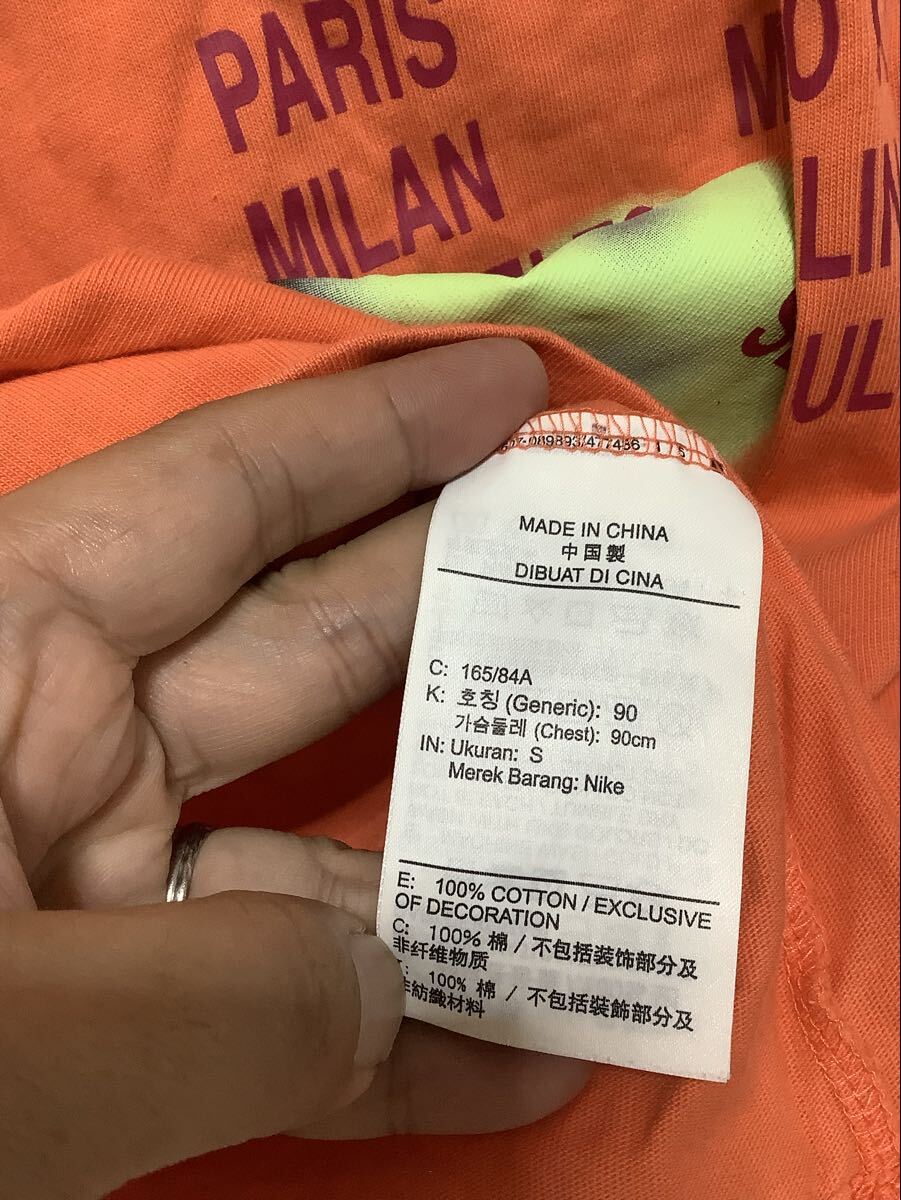 PARIS
MILAN
MADE IN CHINA
中国製
DIBUAT DI CINA
C: 165/84A
K: 호칭 (Generic): 90
가슴둘레 (Chest): 90cm
IN: Ukuran: S
Merek Barang: Nike
E: 100% COTTON / EXCLUSIVE
OF DECORATION
C: 100% 棉 / 不包括装饰部分及
非纤维物质
100% 棉 / 不包括裝飾部分及
非紡織材料